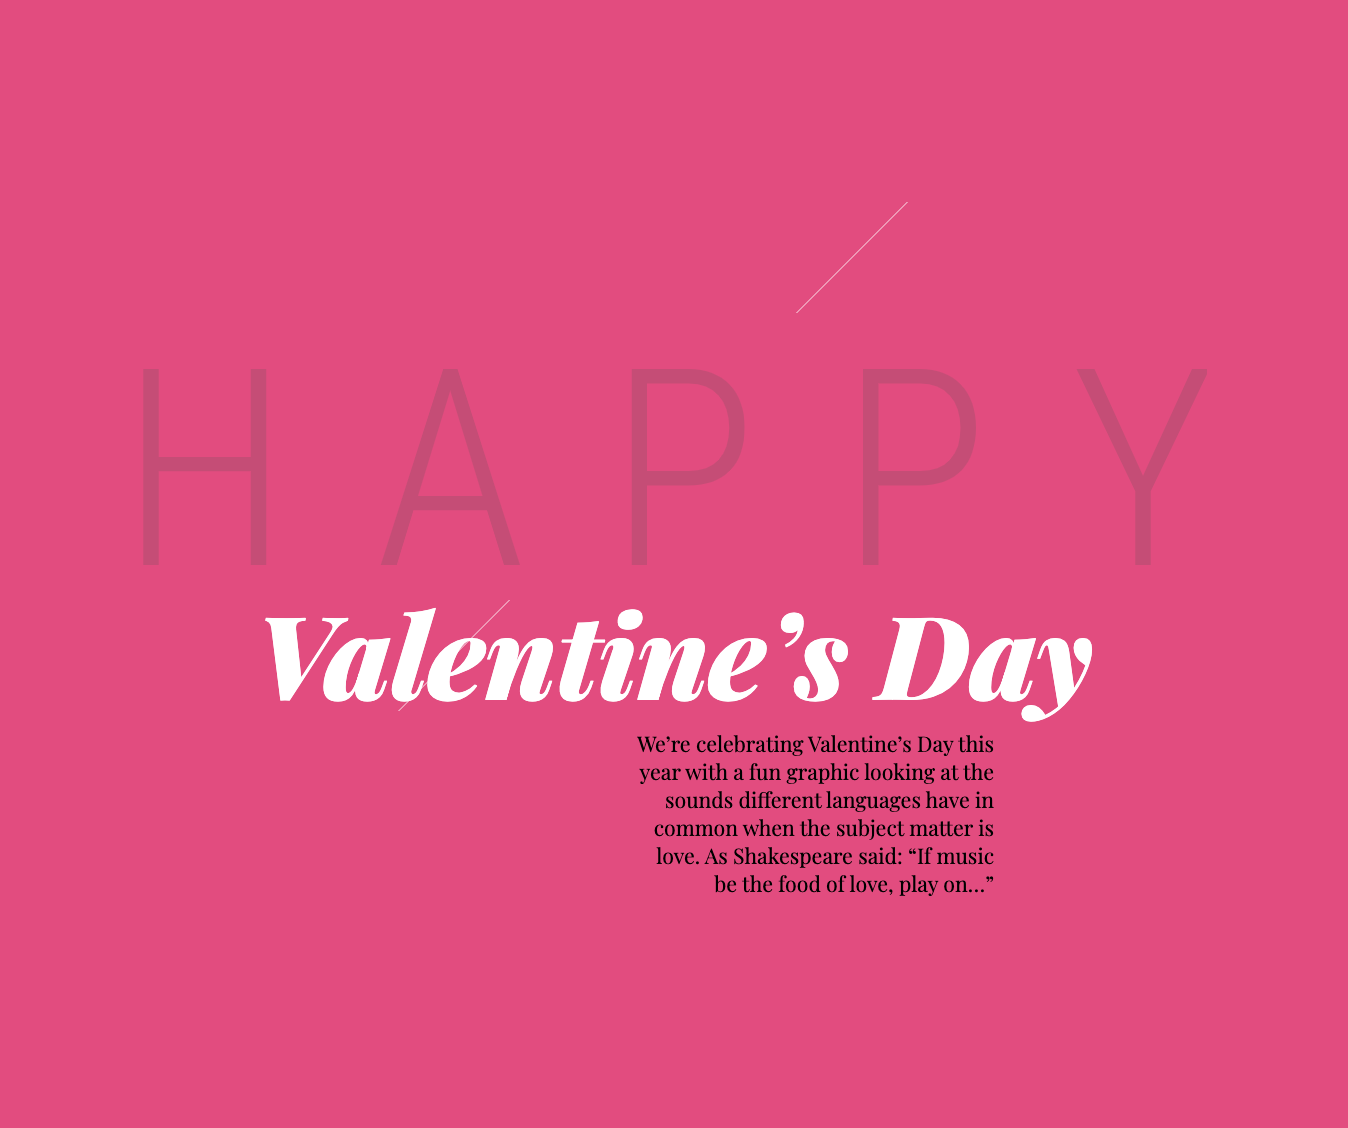 HAPPY
Valentine’s Day
We’re celebrating Valentine’s Day this
year with a fun graphic looking at the
sounds different languages have in
common when the subject matter is
love. As Shakespeare said: “If music
be the food of love, play on...”